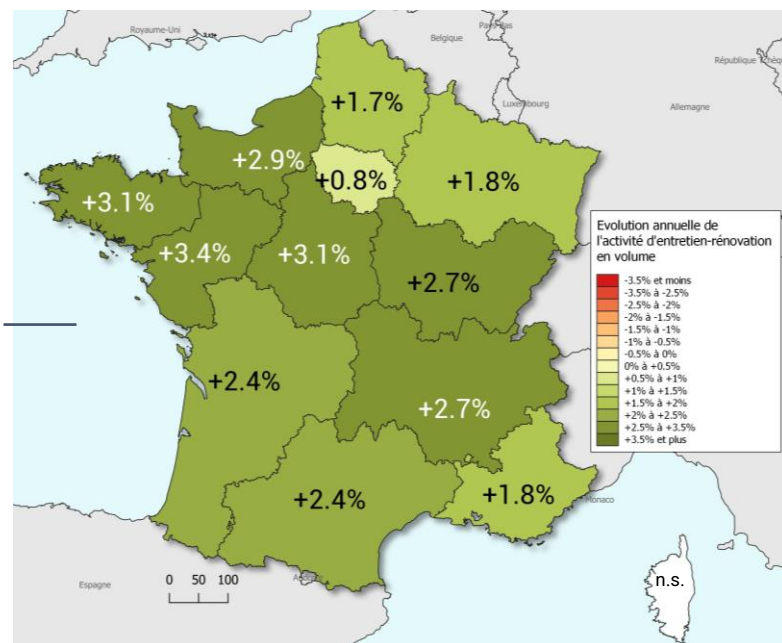 Royaume-Uni
Pays-Bas
Belgique
République Tchèq
Luxembourg
Allemagne
+1.7%
+2.9%
+0.8%
+1.8%
+3.1%
+3.4%
+3.1%
+2.7%
Evolution annuelle de
l'activité d'entretien-rénovation
en volume
-3.5% et moins
-3.5% à -2.5%
-2.5% à -2%
-2% à -1.5%
-1.5% à -1%
-1% à -0.5%
-0.5% à 0%
0% à +0.5%
+0.5% à +1%
+1% à +1.5%
+1.5% à +2%
+2% à +2.5%
+2.5% à +3.5%
+3.5% et plus
+2.4%
+2.7%
+2.4%
+1.8%
Monaco
n.s.
0 50 100
Espagne